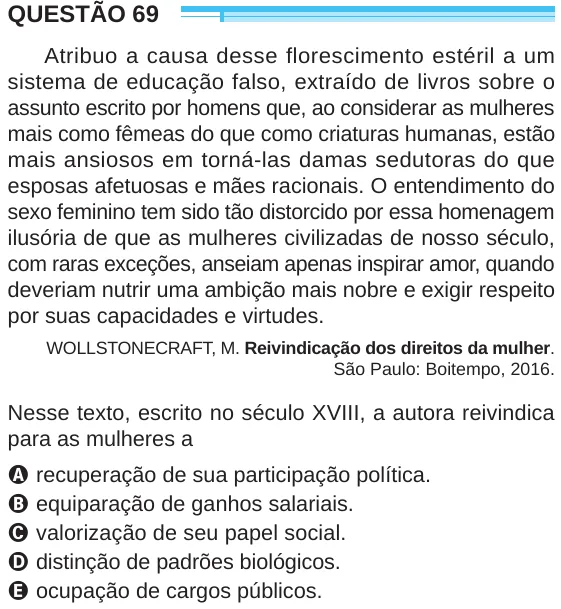 QUESTÃO 69
Atribuo a causa desse florescimento estéril a um
sistema de educação falso, extraído de livros sobre o
assunto escrito por homens que, ao considerar as mulheres
mais como fêmeas do que como criaturas humanas, estão
mais ansiosos em torná-las damas sedutoras do que
esposas afetuosas e mães racionais. O entendimento do
sexo feminino tem sido tão distorcido por essa homenagem
ilusória de que as mulheres civilizadas de nosso século,
com raras exceções, anseiam apenas inspirar amor, quando
deveriam nutrir uma ambição mais nobre e exigir respeito
por suas capacidades e virtudes.
WOLLSTONECRAFT, M. Reivindicação dos direitos da mulher.
São Paulo: Boitempo, 2016.
Nesse texto, escrito no século XVIII, a autora reivindica
para as mulheres a
A recuperação de sua participação política.
B equiparação de ganhos salariais.
C valorização de seu papel social.
D distinção de padrões biológicos.
E ocupação de cargos públicos.